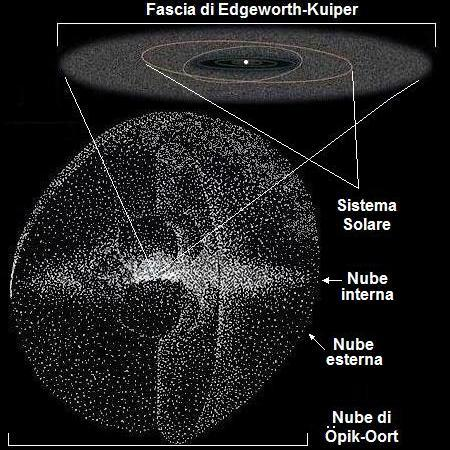 Fascia di Edgeworth-Kuiper
Sistema
Solare
Nube
interna
Nube
esterna
Nube di
Öpik-Oort